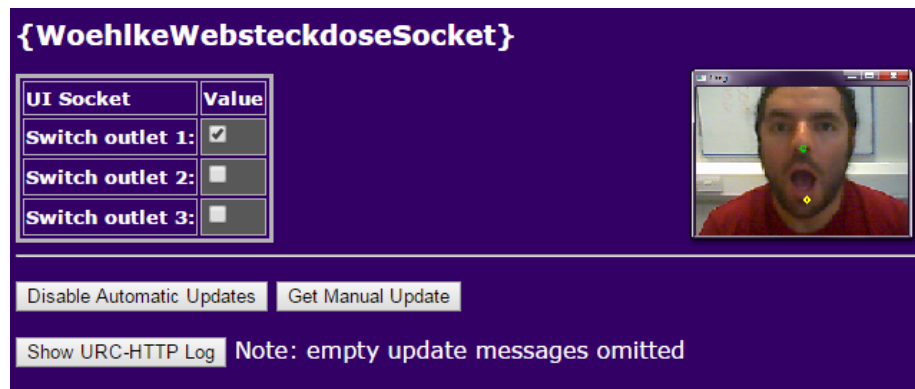 {WoehlkeWebsteckdoseSocket}
UI Socket Value
Switch outlet 1:
Switch outlet 2:
Switch outlet 3:
Disable Automatic Updates Get Manual Update
Show URC-HTTP Log Note: empty update messages omitted